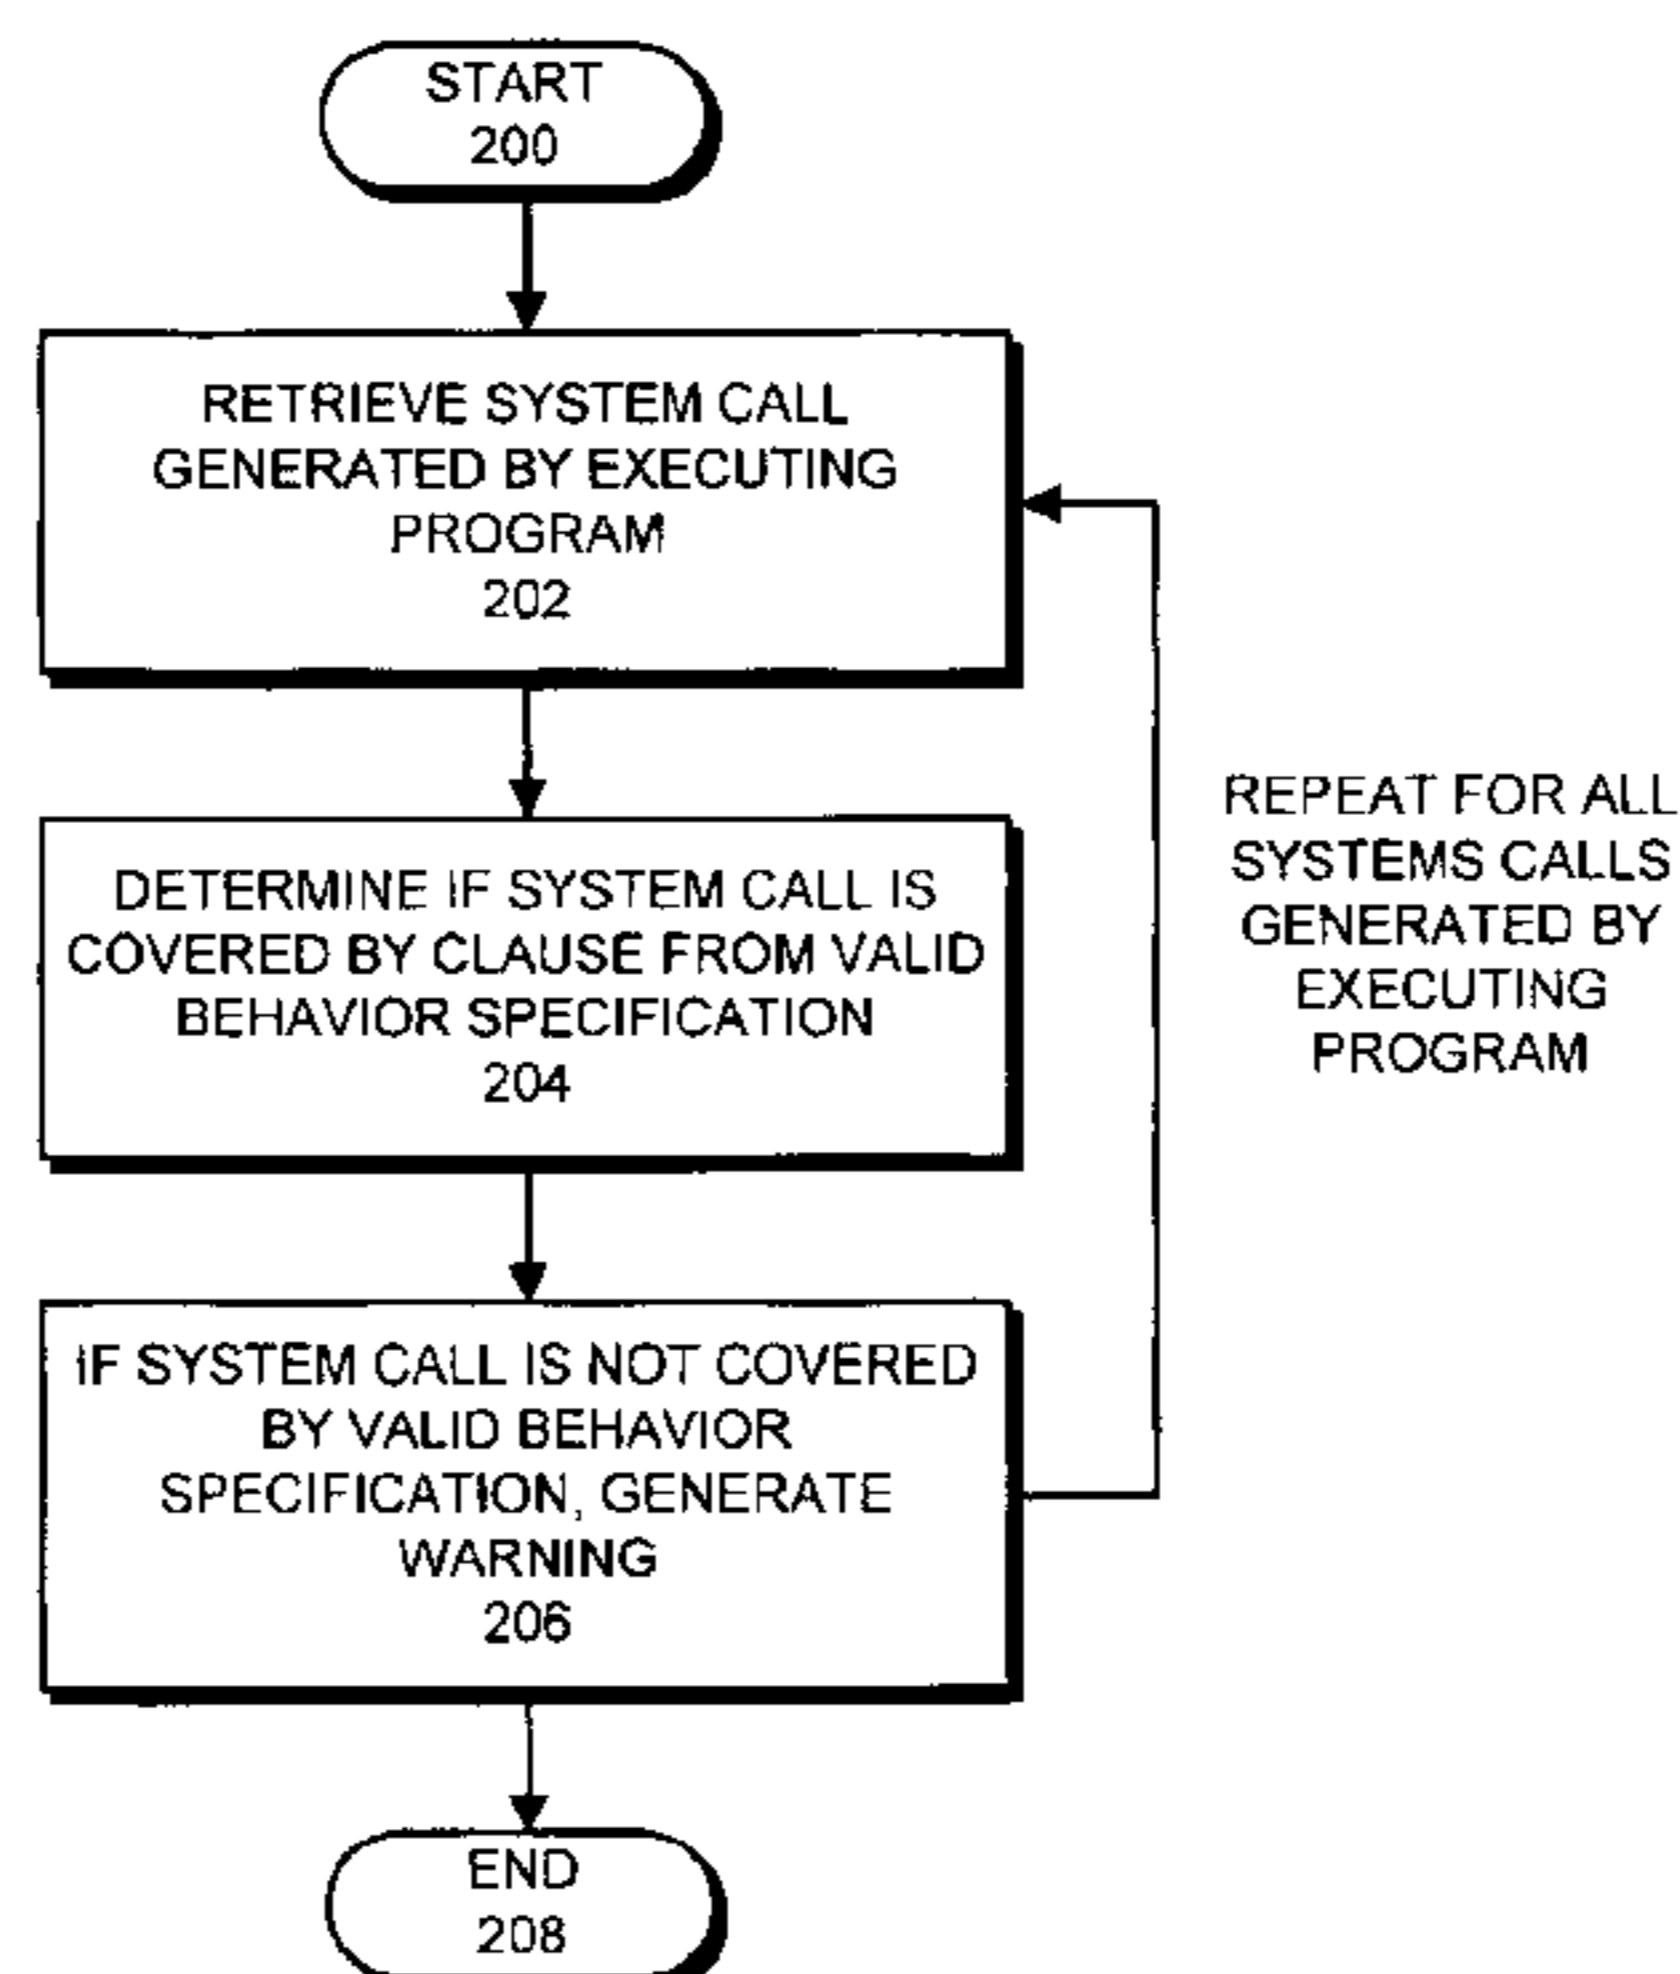 START
200
RETRIEVE SYSTEM CALL
GENERATED BY EXECUTING
PROGRAM
202
DETERMINE IF SYSTEM CALL IS
COVERED BY CLAUSE FROM VALID
BEHAVIOR SPECIFICATION
204
IF SYSTEM CALL IS NOT COVERED
BY VALID BEHAVIOR
SPECIFICATION, GENERATE
WARNING
206
REPEAT FOR ALL
SYSTEMS CALLS
GENERATED BY
EXECUTING
PROGRAM
END
208